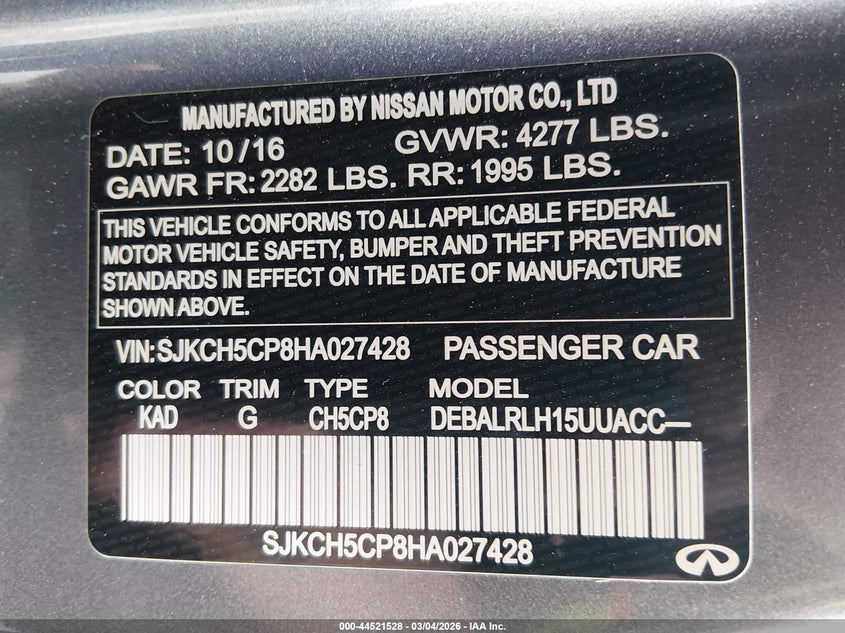 MANUFACTURED BY NISSAN MOTOR CO., LTD
DATE: 10/16 GVWR: 4277 LBS.
GAWR FR: 2282 LBS. RR: 1995 LBS.
THIS VEHICLE CONFORMS TO ALL APPLICABLE FEDERAL
MOTOR VEHICLE SAFETY, BUMPER AND THEFT PREVENTION
STANDARDS IN EFFECT ON THE DATE OF MANUFACTURE
SHOWN ABOVE.
VIN:SJKCH5CP8HA027428 PASSENGER CAR
COLOR TRIM TYPE MODEL
KAD G CH5CP8 DEBALRLH15UUACC—
SJKCH5CP8HA027428
000-44521528 - 03/04/2026 - IAA Inc.